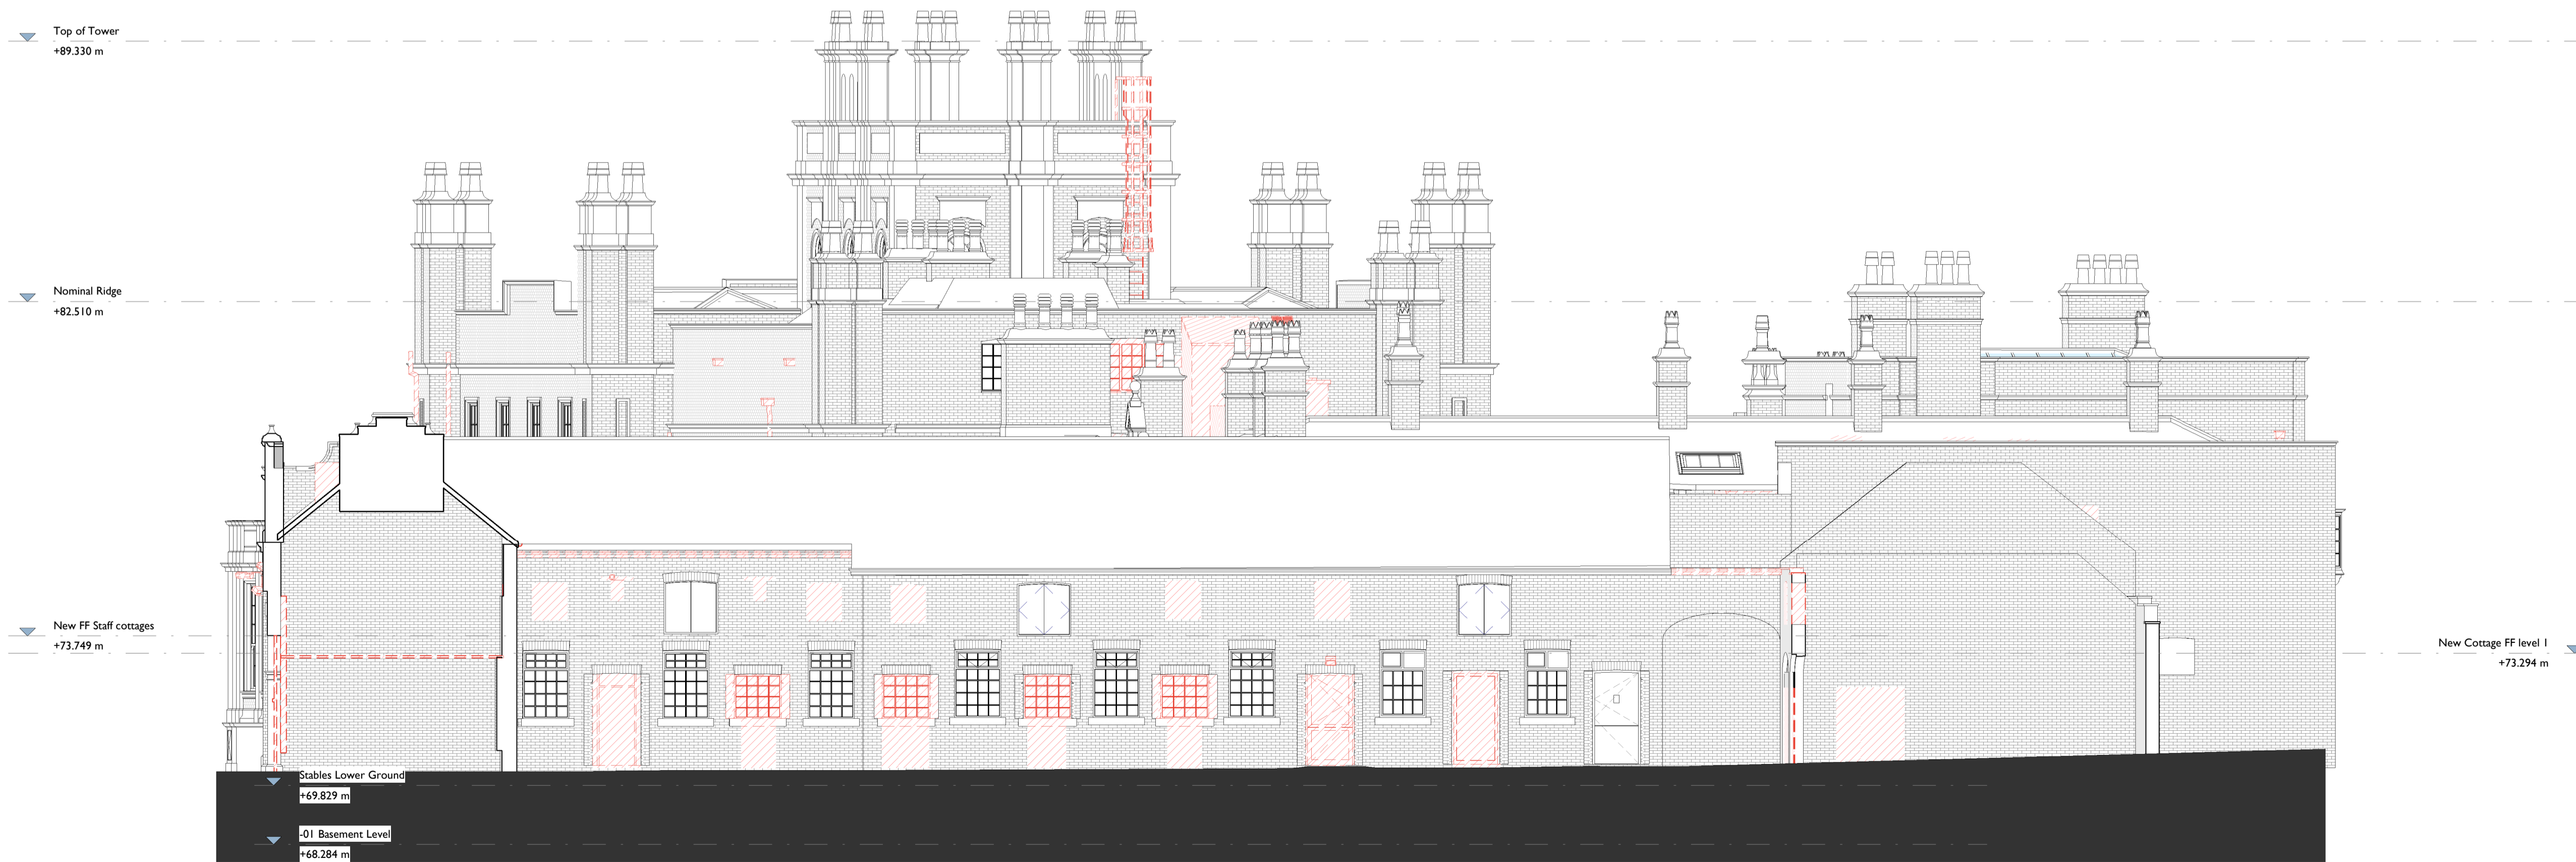 Top of Tower
+89.330 m
Nominal Ridge
+82.510 m
New FF Staff cottages
+73.749 m
New Cottage FF level 1
+73.294 m
Stables Lower Ground
+69.829 m
-01 Basement Level
+68.284 m